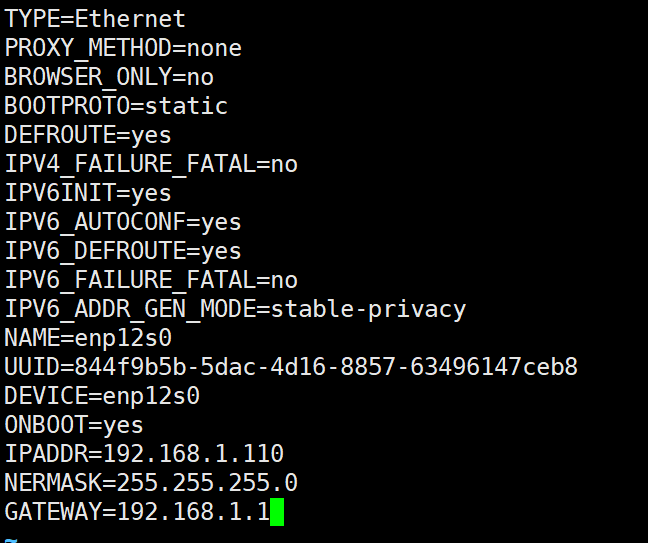 TYPE=Ethernet
PROXY_METHOD=none
BROWSER_ONLY=no
BOOTPROTO=static
DEFROUTE=yes
IPV4_FAILURE_FATAL=no
IPV6INIT=yes
IPV6_AUTOCONF=yes
IPV6_DEFROUTE=yes
IPV6_FAILURE_FATAL=no
IPV6_ADDR_GEN_MODE=stable-privacy
NAME=enp12s0
UUID=844f9b5b-5dac-4d16-8857-63496147ceb8
DEVICE=enp12s0
ONBOOT=yes
IPADDR=192.168.1.110
NERMASK=255.255.255.0
GATEWAY=192.168.1.1
~